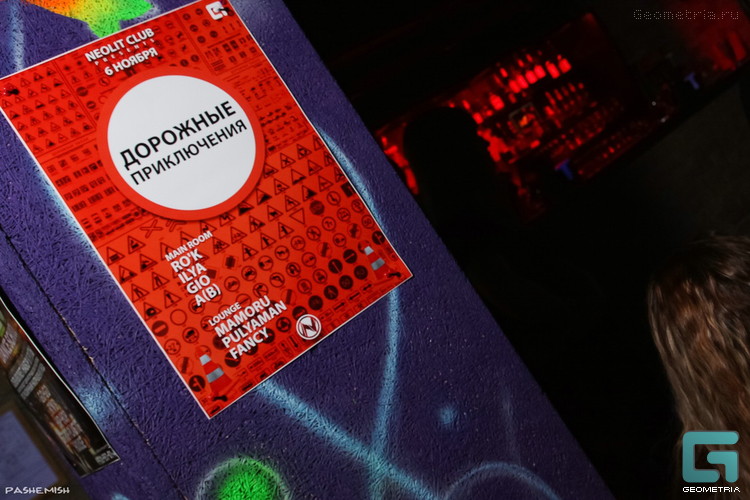 Geometria.ru
NEOLIT CLUB
PRESENTS
6 НОЯБРЯ
ДОРОЖНЫЕ
ПРИКЛЮЧЕНИЯ
MAIN ROOM
RO'K
ILYA
GIO
A(B)
LOUNGE
MAMORU
PULYAMAN
FANCY
PASHEMISH
GEOMETRIA